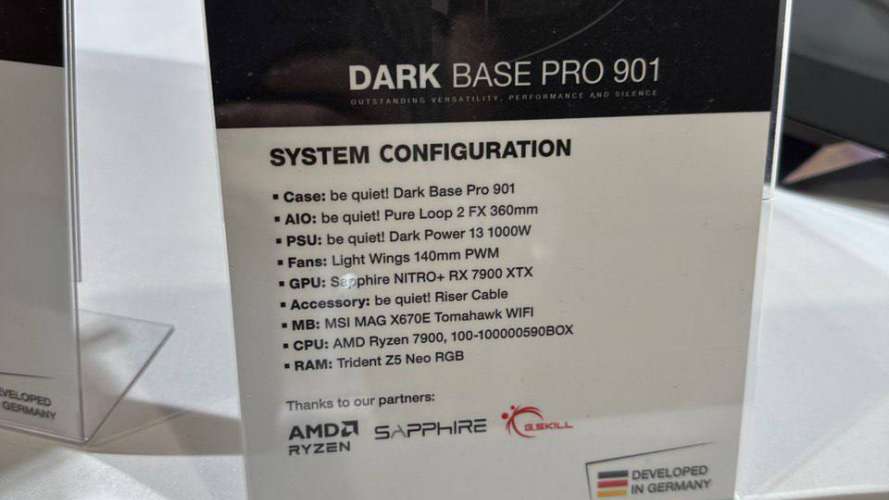 DARK BASE PRO 901
OUTSTANDING VERSATILITY, PERFORMANCE AND SILENCE
SYSTEM CONFIGURATION
▪ Case: be quiet! Dark Base Pro 901
▪ AIO: be quiet! Pure Loop 2 FX 360mm
▪ PSU: be quiet! Dark Power 13 1000W
▪ Fans: Light Wings 140mm PWM
▪ GPU: Sapphire NITRO+ RX 7900 XTX
▪ Accessory: be quiet! Riser Cable
▪ MB: MSI MAG X670E Tomahawk WIFI
▪ CPU: AMD Ryzen 7900, 100-100000590BOX
▪ RAM: Trident Z5 Neo RGB
Thanks to our partners:
AMD
RYZEN
SAPPHIRE
G.SKILL
DEVELOPED
IN GERMANY
EVELOPED
GERMANY